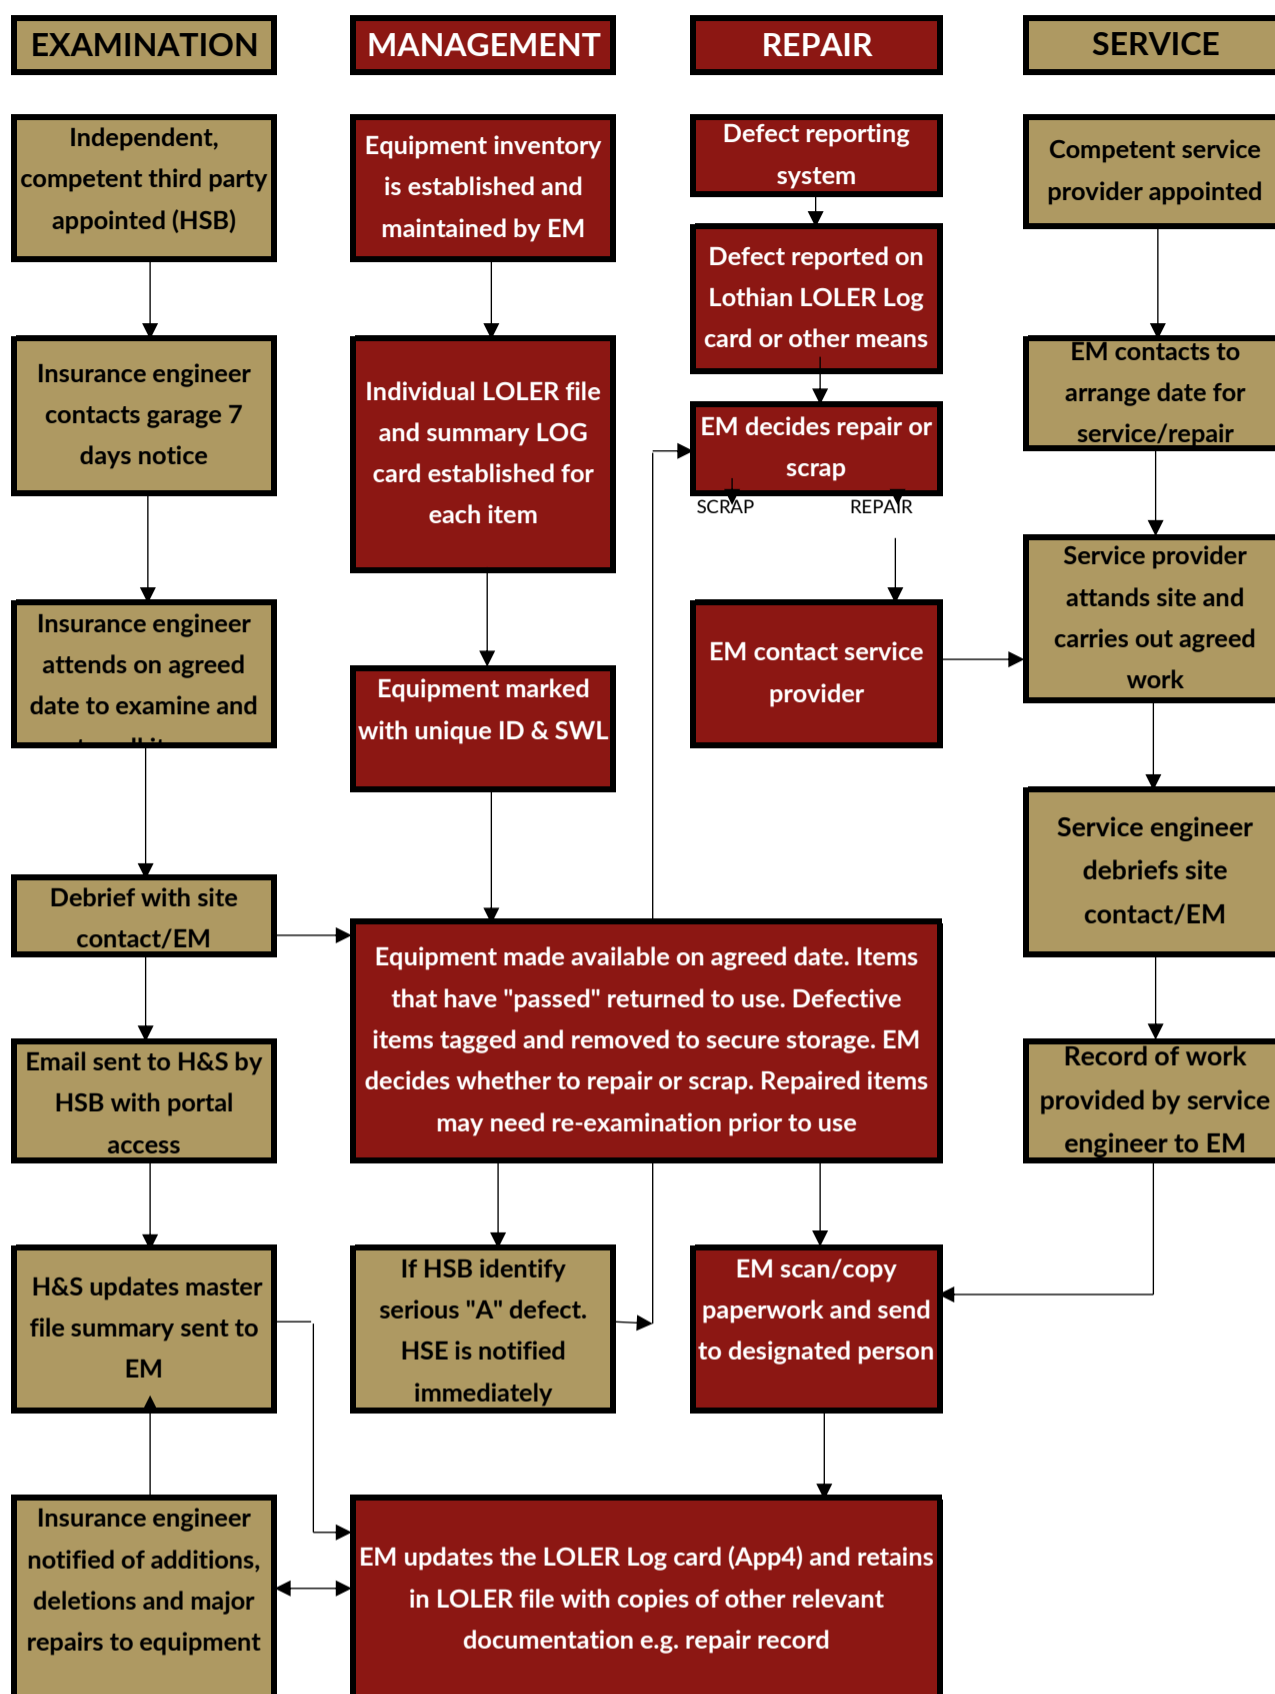 EXAMINATION
MANAGEMENT
REPAIR
SERVICE
Independent,
competent third party
appointed (HSB)
Insurance engineer
contacts garage 7
days notice
Insurance engineer
attends on agreed
date to examine and
Debrief with site
contact/EM
Email sent to H&S by
HSB with portal
access
H&S updates master
file summary sent to
EM
Insurance engineer
notified of additions,
deletions and major
repairs to equipment
Equipment inventory
is established and
maintained by EM
Individual LOLER file
and summary LOG
card established for
each item
Equipment marked
with unique ID & SWL
Equipment made available on agreed date. Items
that have "passed" returned to use. Defective
items tagged and removed to secure storage. EM
decides whether to repair or scrap. Repaired items
may need re-examination prior to use
If HSB identify
serious "A" defect.
HSE is notified
immediately
EM updates the LOLER Log card (App4) and retains
in LOLER file with copies of other relevant
documentation e.g. repair record
Defect reporting
system
Defect reported on
Lothian LOLER Log
card or other means
EM decides repair or
scrap
SCRAP
REPAIR
EM contact service
provider
EM scan/copy
paperwork and send
to designated person
Competent service
provider appointed
EM contacts to
arrange date for
service/repair
Service provider
attands site and
carries out agreed
work
Service engineer
debriefs site
contact/EM
Record of work
provided by service
engineer to EM